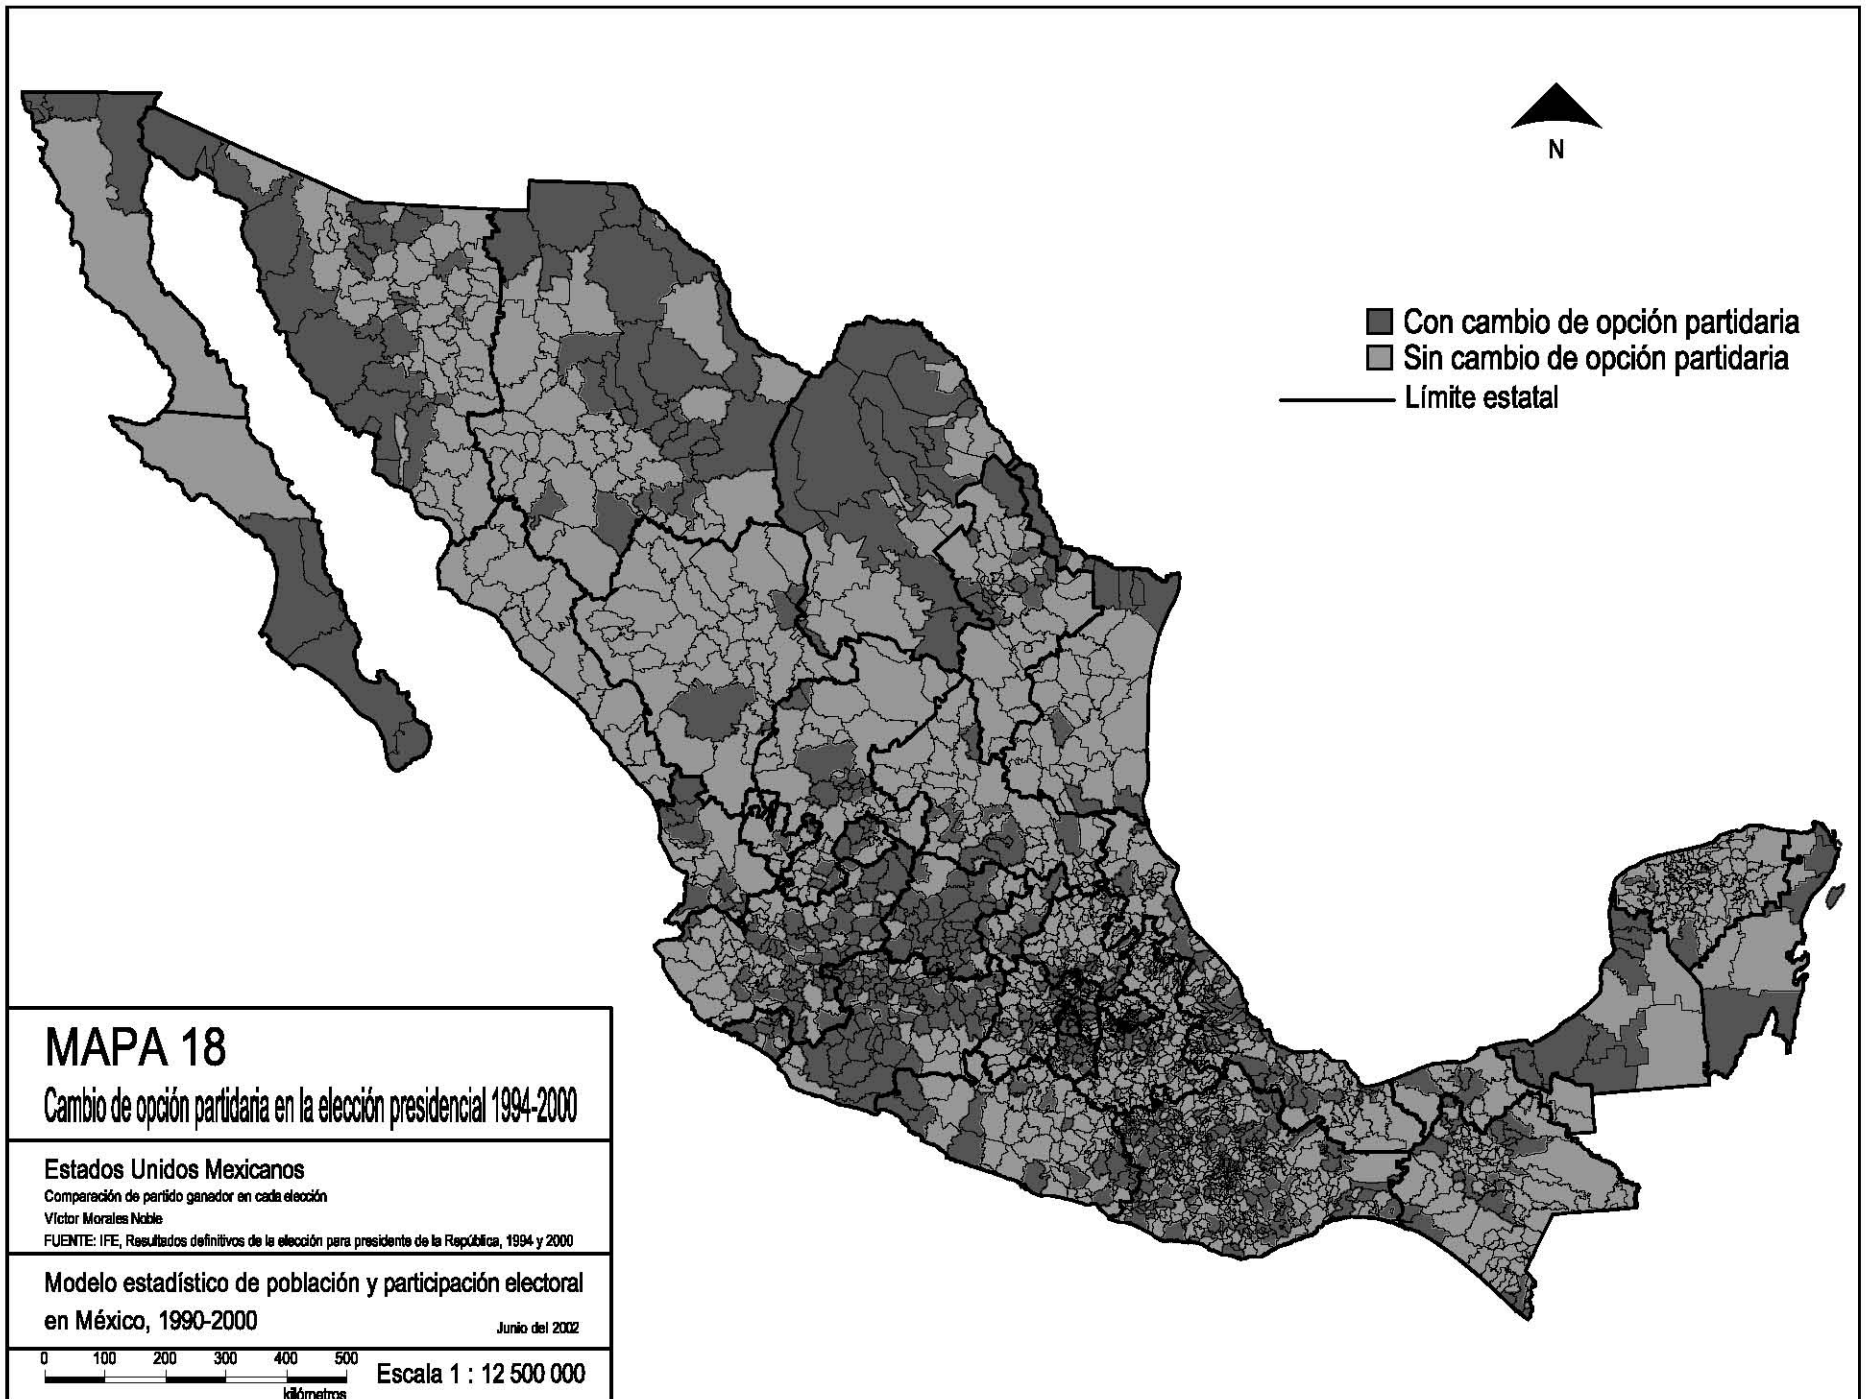 N
Con cambio de opción partidaria
Sin cambio de opción partidaria
Límite estatal
MAPA 18
Cambio de opción partidaria en la elección presidencial 1994-2000
Estados Unidos Mexicanos
Comparación de partido ganador en cada elección
Víctor Morales Noble
FUENTE: IFE, Resultados definitivos de la elección para presidente de la República, 1994 y 2000
Modelo estadístico de población y participación electoral
en México, 1990-2000
Junio del 2002
0 100 200 300 400 500
kilómetros
Escala 1 : 12 500 000